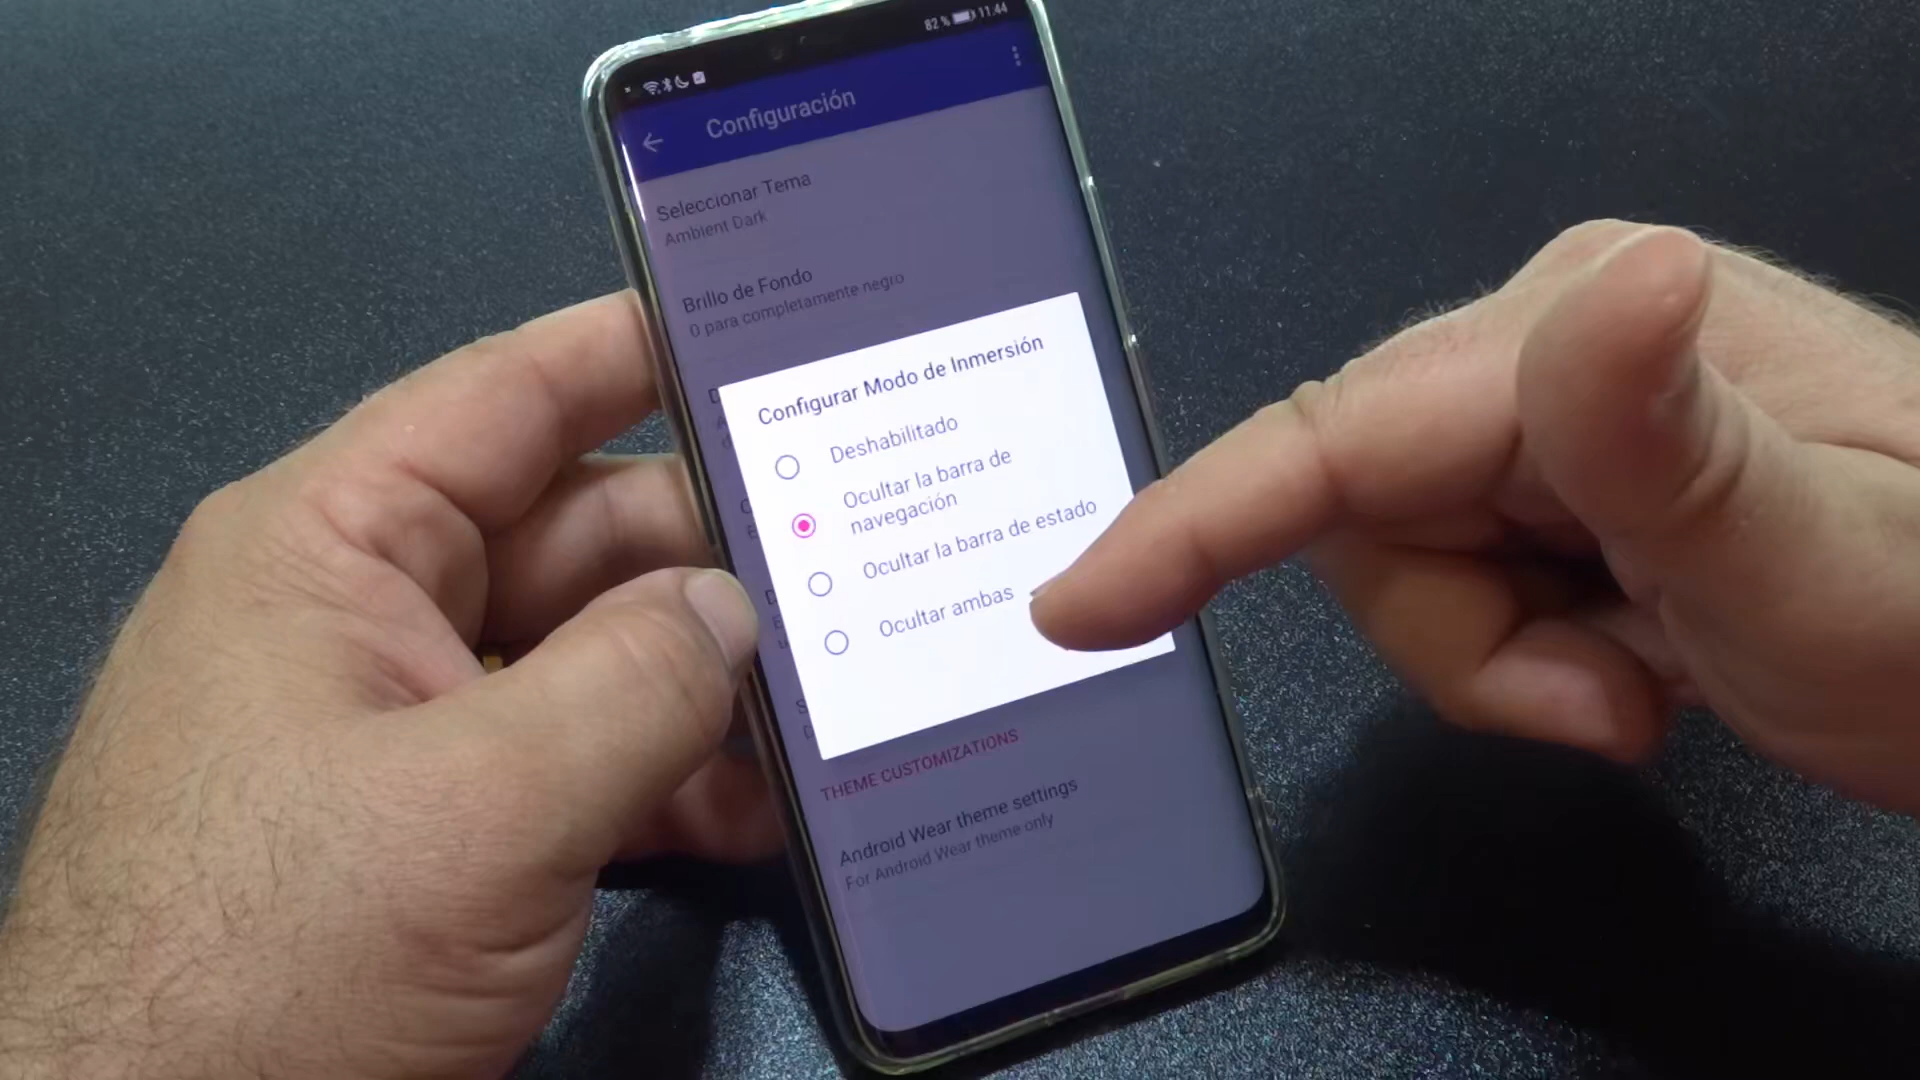 82 % 11:44
Configuración
Seleccionar Tema
Ambient Dark
Brillo de Fondo
0 para completamente negro
Configurar Modo de Inmersión
Deshabilitado
Ocultar la barra de
navegación
Ocultar la barra de estado
Ocultar ambas
THEME CUSTOMIZATIONS
Android Wear theme settings
For Android Wear theme only